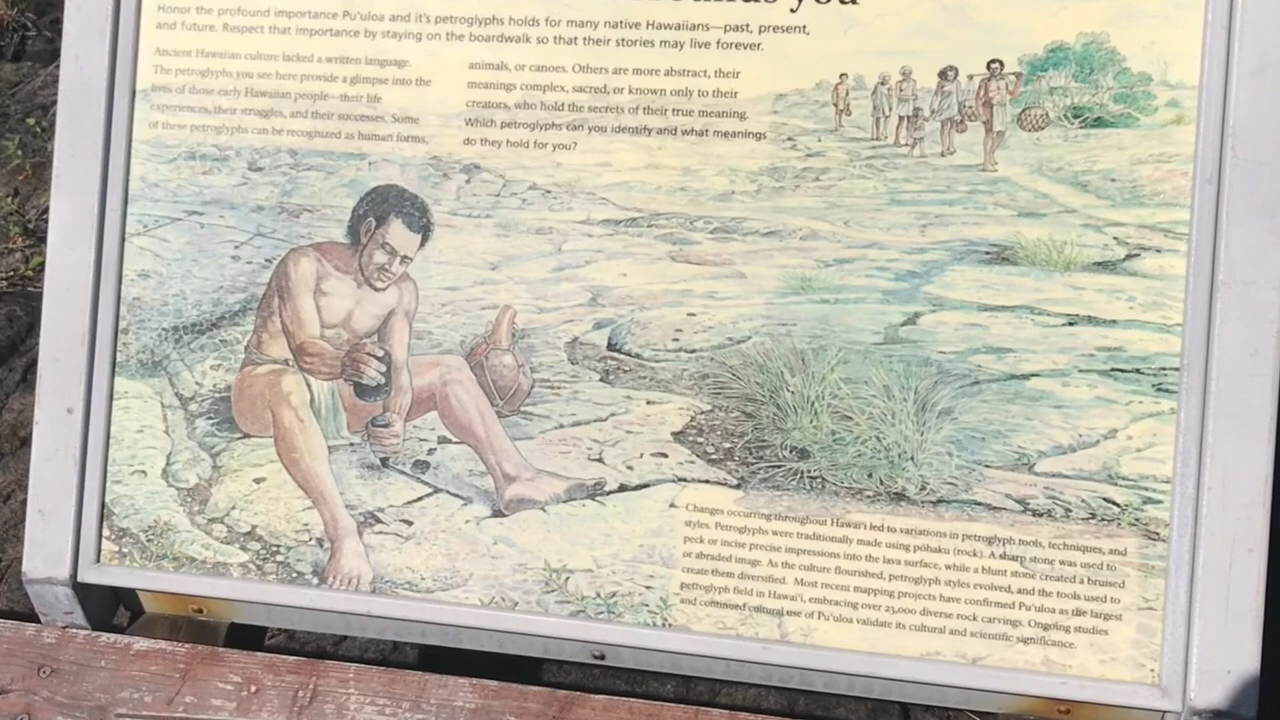 you
Honor the profound importance Pu'uloa and it's petroglyphs holds for many native Hawaiians—past, present,
and future. Respect that importance by staying on the boardwalk so that their stories may live forever.
Ancient Hawaiian culture lacked a written language.
The petroglyphs you see here provide a glimpse into the
lives of those early Hawaiian people—their life
experiences, their struggles, and their successes. Some
of these petroglyphs can be recognized as human forms,
animals, or canoes. Others are more abstract, their
meanings complex, sacred, or known only to their
creators, who hold the secrets of their true meaning.
Which petroglyphs can you identify and what meanings
do they hold for you?
Changes occurring throughout Hawai'i led to variations in petroglyph tools, techniques, and
styles. Petroglyphs were traditionally made using pōhaku (rock). A sharp stone was used to
peck or incise precise impressions into the lava surface, while a blunt stone created a bruised
or abraded image. As the culture flourished, petroglyph styles evolved, and the tools used to
create them diversified. Most recent mapping projects have confirmed Pu'uloa as the largest
petroglyph field in Hawai'i, embracing over 23,000 diverse rock carvings. Ongoing studies
and continued cultural use of Pu'uloa validate its cultural and scientific significance.